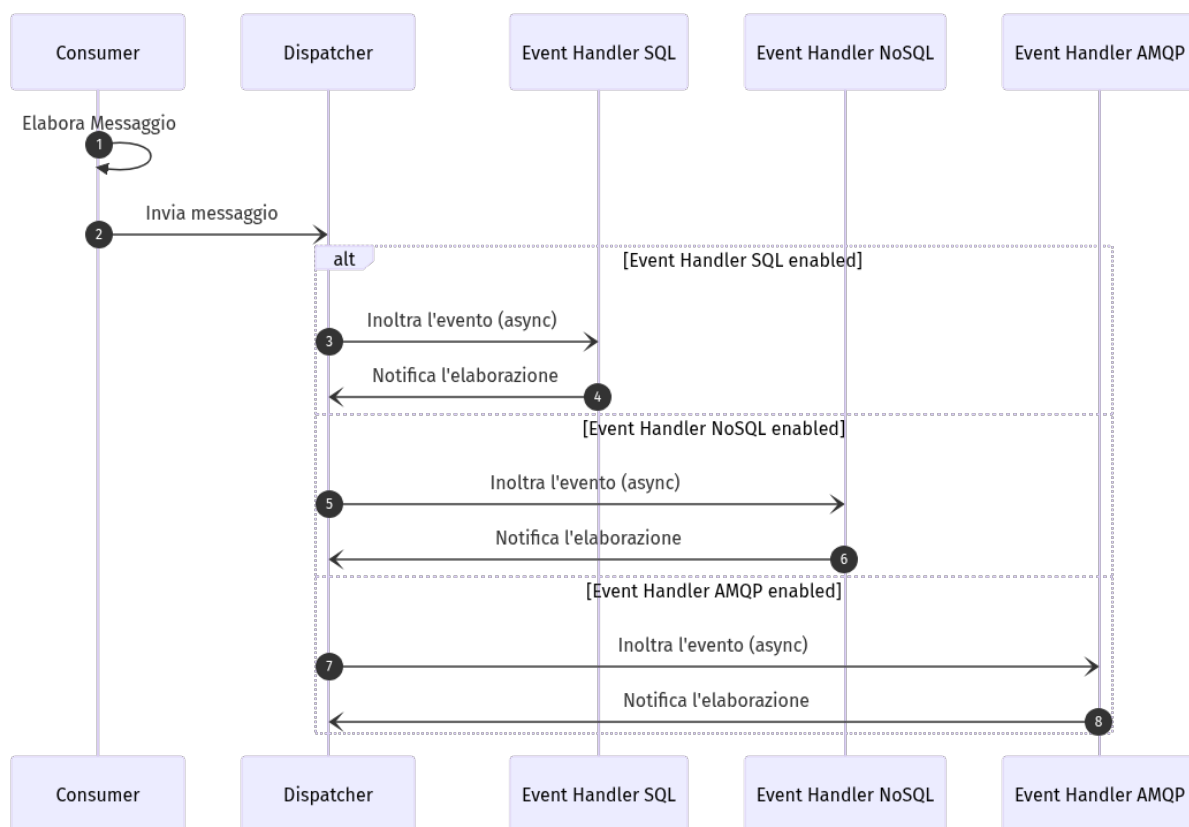 Consumer
Dispatcher
Event Handler SQL
Event Handler NoSQL
Event Handler AMQP
Elabora Messaggio
1
Invia messaggio
2
alt
[Event Handler SQL enabled]
Inoltra l'evento (async)
3
Notifica l'elaborazione
4
[Event Handler NoSQL enabled]
Inoltra l'evento (async)
5
Notifica l'elaborazione
6
[Event Handler AMQP enabled]
Inoltra l'evento (async)
7
Notifica l'elaborazione
8
Consumer
Dispatcher
Event Handler SQL
Event Handler NoSQL
Event Handler AMQP